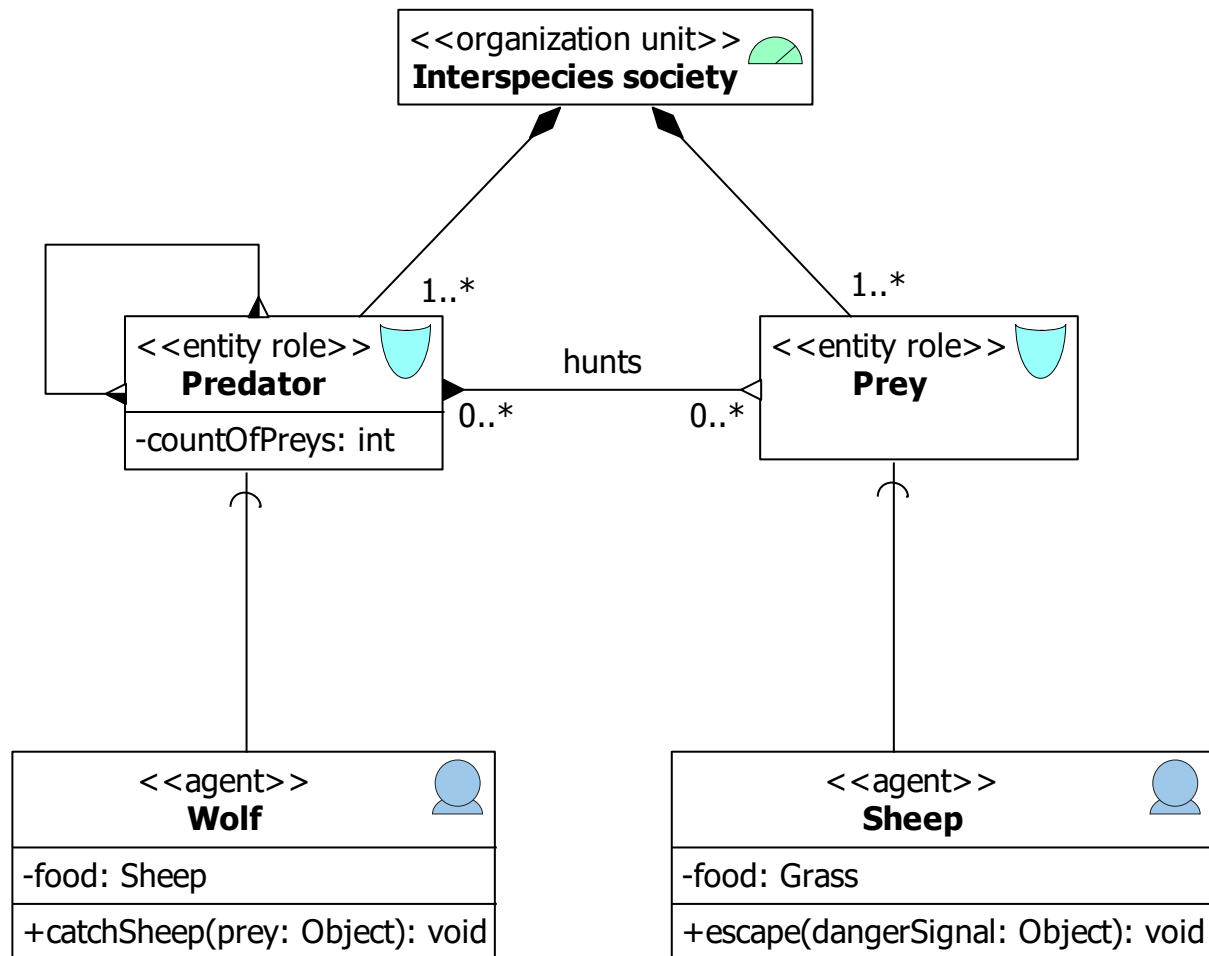 <<organization unit>>
Interspecies society
1..*
1..*
<<entity role>>
Predator
-countOfPreys: int
hunts
0..*
0..*
<<entity role>>
Prey
<<agent>>
Wolf
-food: Sheep
+catchSheep(prey: Object): void
<<agent>>
Sheep
-food: Grass
+escape(dangerSignal: Object): void